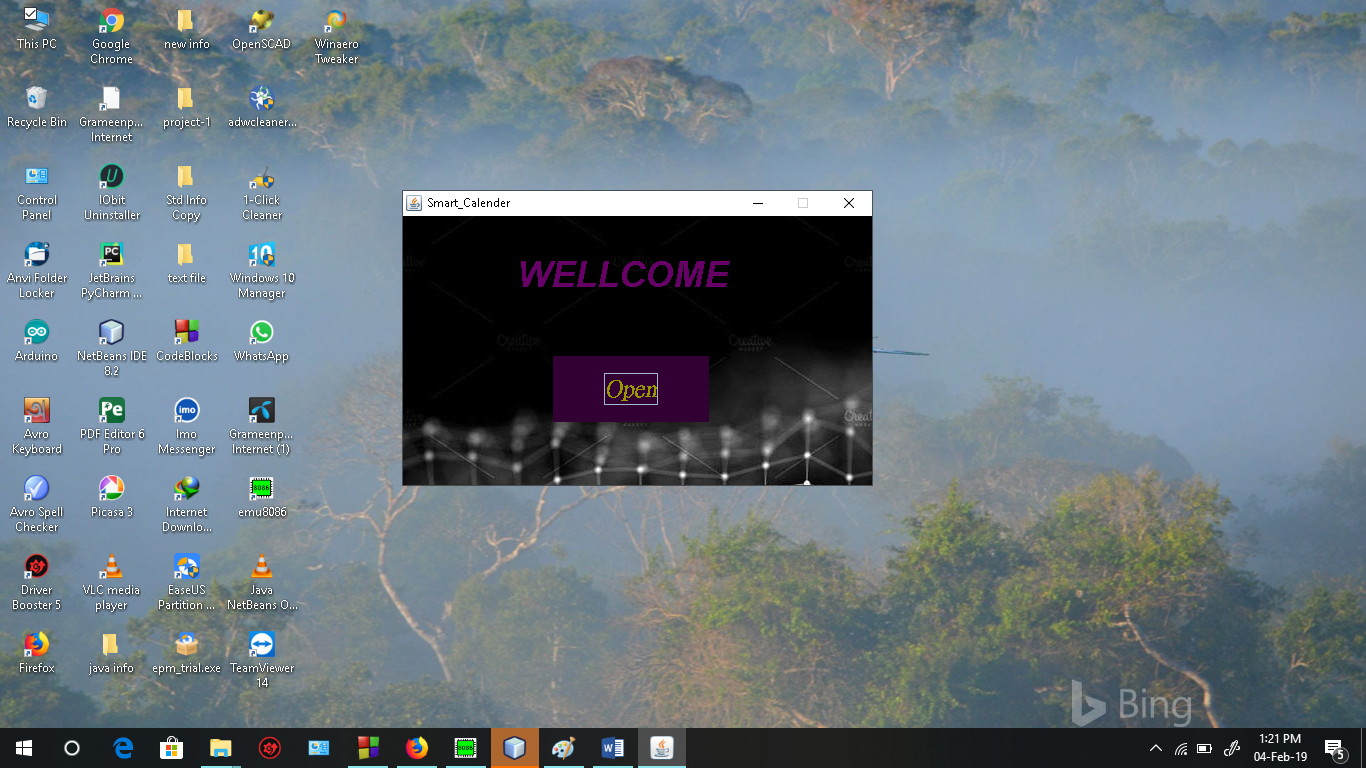 This PC
Google
Chrome
new info
OpenSCAD
Winaero
Tweaker
Recycle Bin
Grameenp...
Internet
project-1
adwcleaner...
Control
Panel
IObit
Uninstaller
Std Info
Copy
1-Click
Cleaner
Anvi Folder
Locker
JetBrains
PyCharm ...
text file
Windows 10
Manager
Arduino
NetBeans IDE
8.2
CodeBlocks
WhatsApp
Avro
Keyboard
PDF Editor 6
Pro
Imo
Messenger
Grameenp...
Internet (1)
Avro Spell
Checker
Picasa 3
Internet
Downlo...
emu8086
Driver
Booster 5
VLC media
player
EaseUS
Partition ...
Java
NetBeans O...
Firefox
java info
epm_trial.exe
TeamViewer
14
Smart_Calender
WELLCOME
Creative
MARKET
Creative
MARKET
Open
Bing
1:21 PM
04-Feb-19
5